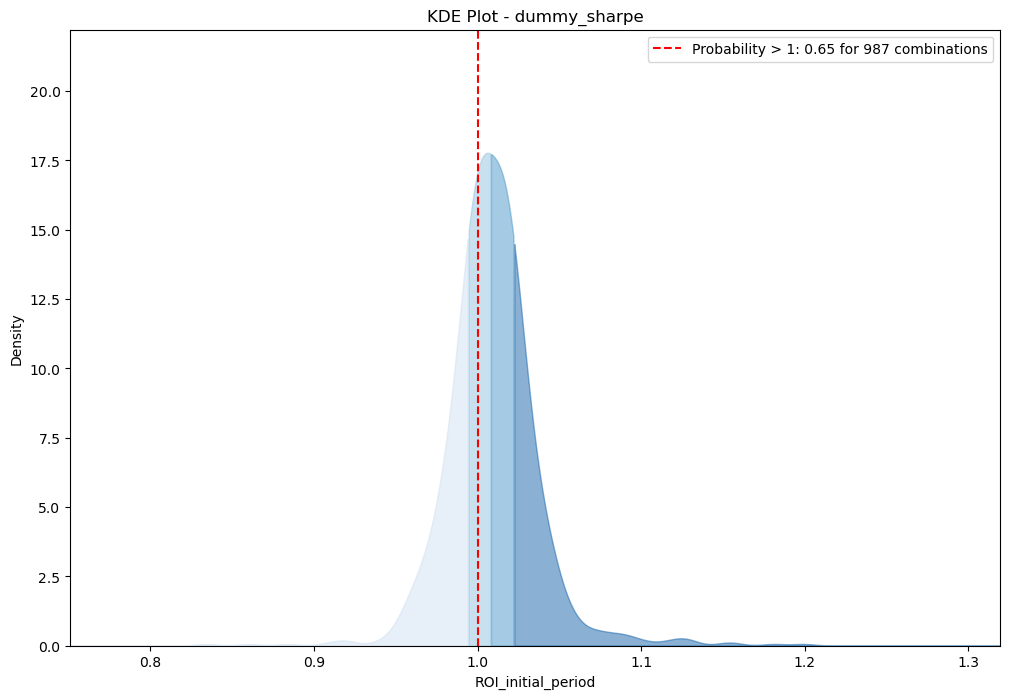 KDE Plot - dummy_sharpe
Probability > 1: 0.65 for 987 combinations
20.0
17.5
15.0
12.5
10.0
7.5
5.0
2.5
0.0
Density
0.8 0.9 1.0 1.1 1.2 1.3
ROI_initial_period